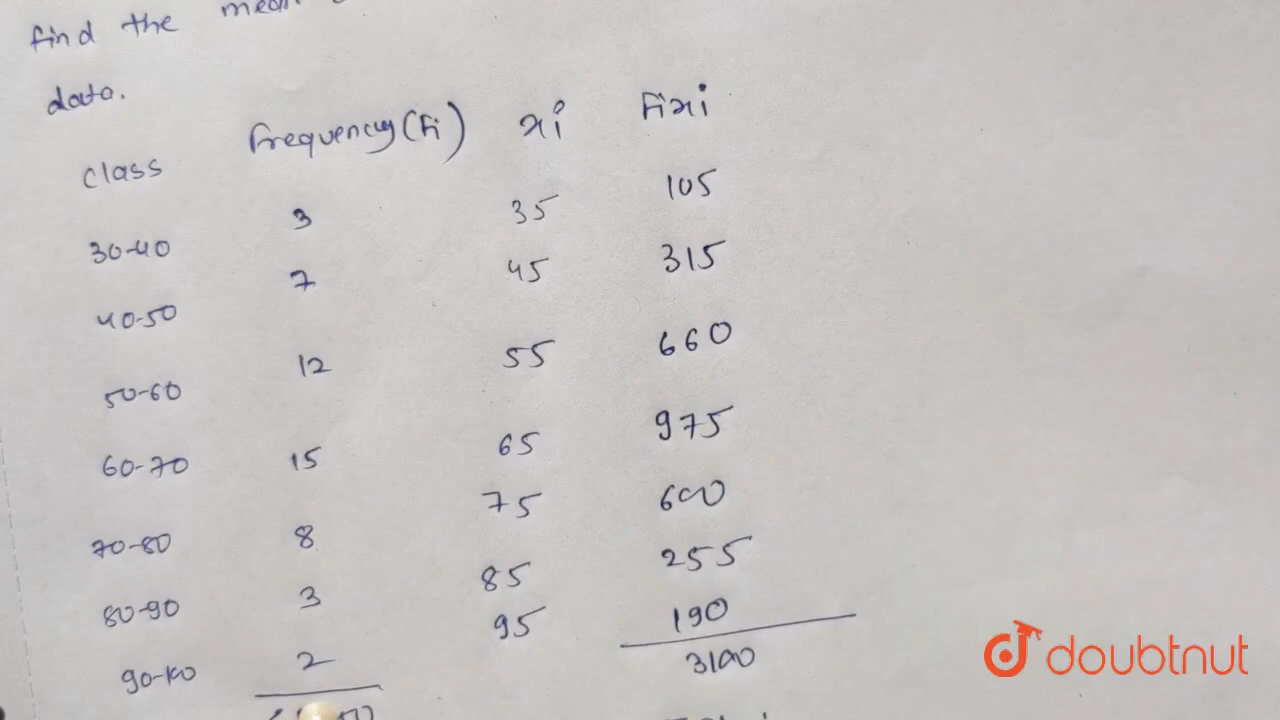 find the
data.
class Frequency(fi) xi Fixi
30-40 3 35 105
40-50 7 45 315
50-60 12 55 660
60-70 15 65 975
70-80 8 75 600
80-90 3 85 255
90-100 2 95 190
3100
doubtnut